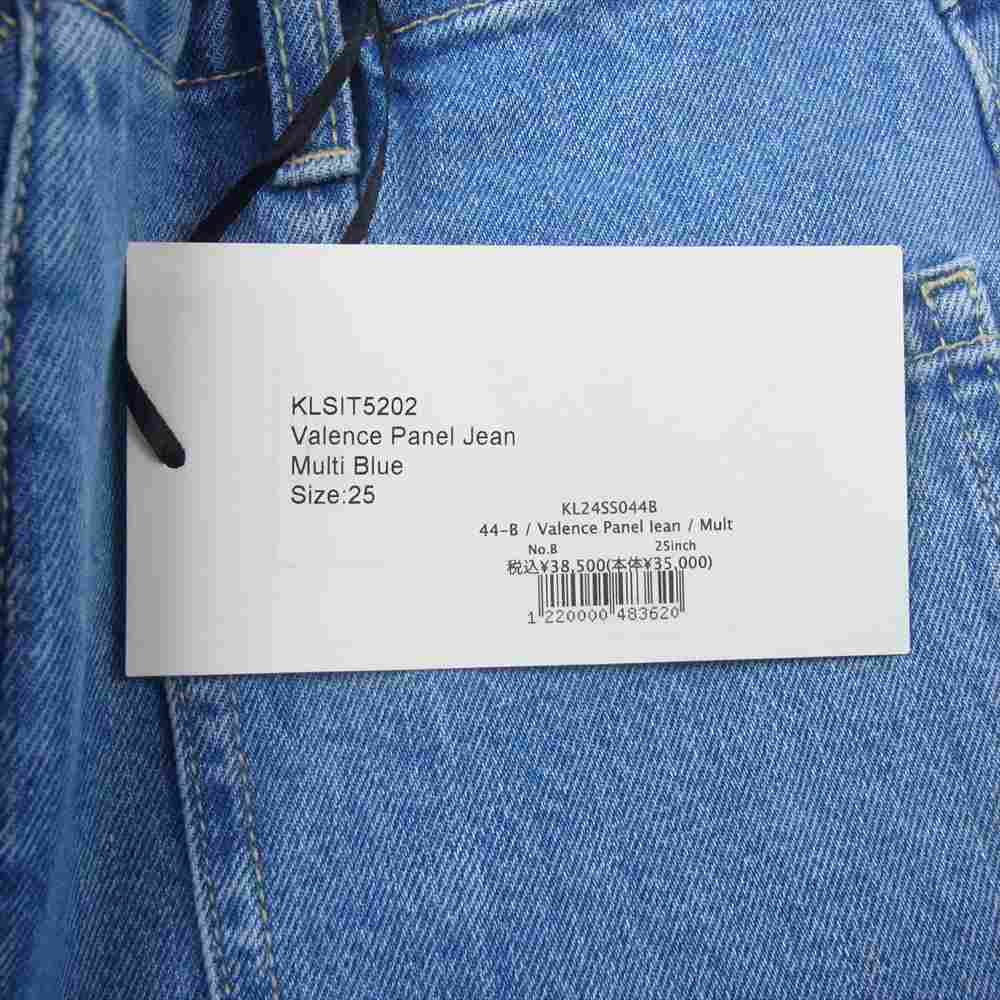 KLSIT5202
Valence Panel Jean
Multi Blue
Size:25
KL24SS044B
44-B / Valence Panel Jean / Mult
No.B 25inch
税込¥38,500(本体¥35,000)
1 220000 483620